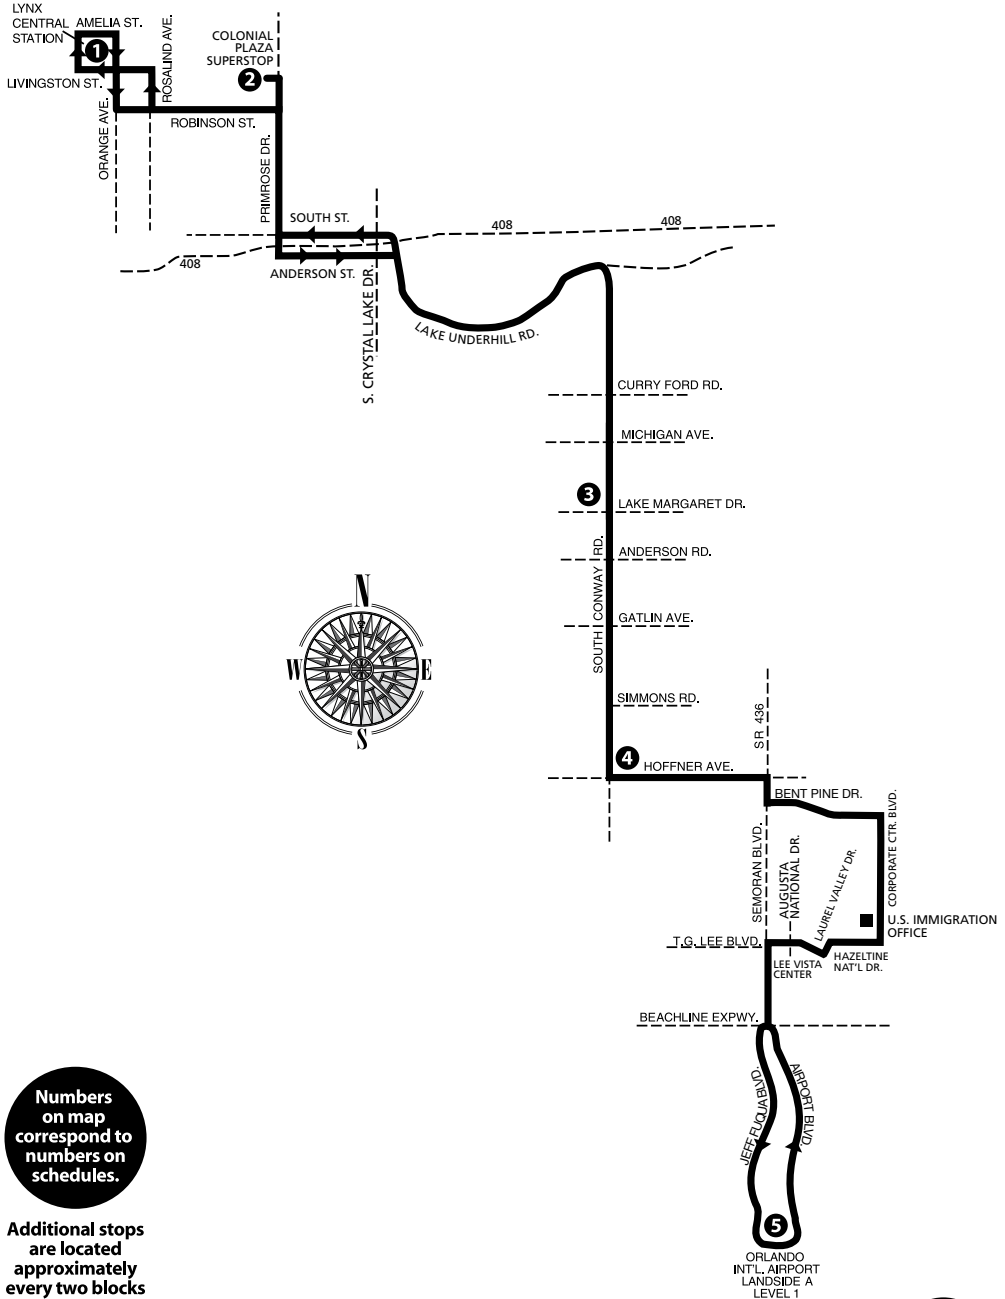 LYNX
CENTRAL
STATION
AMELIA ST.
ROSALIND AVE.
1
LIVINGSTON ST.
ORANGE AVE.
COLONIAL
PLAZA
SUPERSTOP
2
ROBINSON ST.
PRIMROSE DR.
SOUTH ST.
408
408
408
ANDERSON ST.
S. CRYSTAL LAKE DR.
LAKE UNDERHILL RD.
CURRY FORD RD.
MICHIGAN AVE.
3
LAKE MARGARET DR.
ANDERSON RD.
SOUTH CONWAY RD.
GATLIN AVE.
N
W
E
S
SIMMONS RD.
SR 436
4
HOFFNER AVE.
BENT PINE DR.
CORPORATE CTR. BLVD.
SEMORAN BLVD.
AUGUSTA
NATIONAL DR.
LAUREL VALLEY DR.
U.S. IMMIGRATION
OFFICE
T.G. LEE BLVD.
LEE VISTA
CENTER
HAZELTINE
NAT'L DR.
BEACHLINE EXPWY.
JEFF FUQUA BLVD.
AIRPORT BLVD.
5
ORLANDO
INT'L. AIRPORT
LANDSIDE A
LEVEL 1
Numbers
on map
correspond to
numbers on
schedules.
Additional stops
are located
approximately
every two blocks